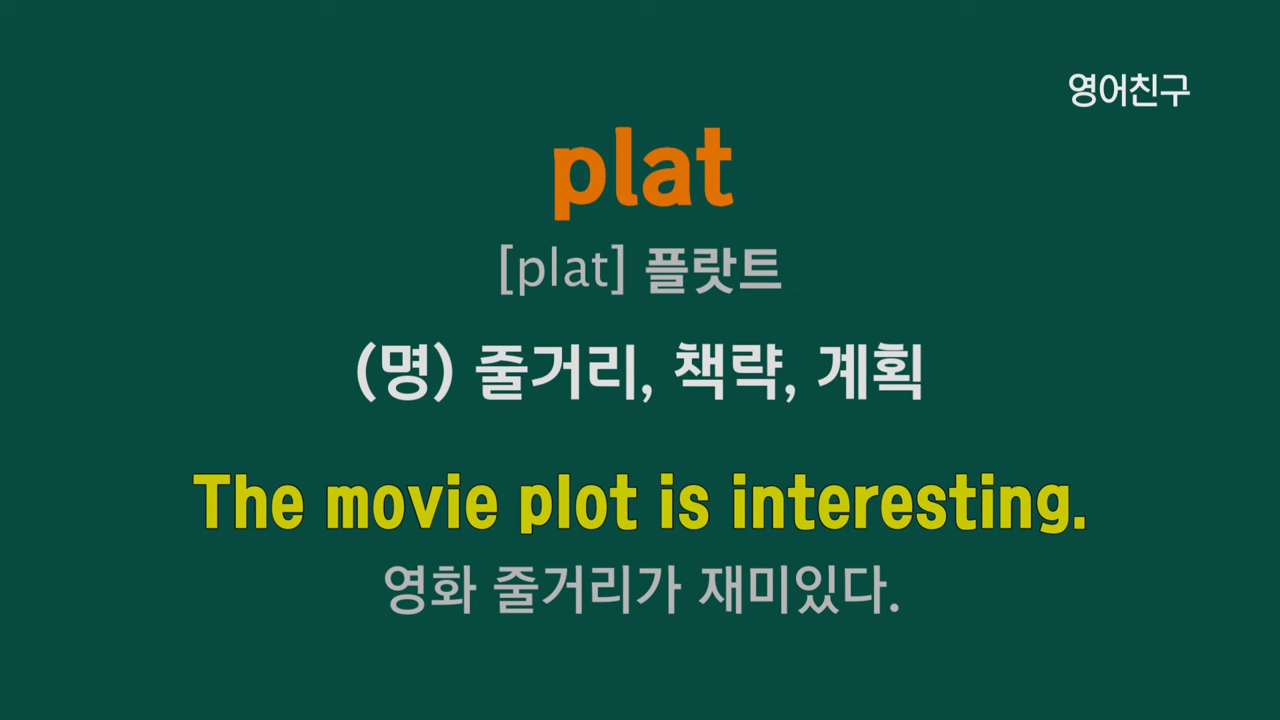 영어친구
plat
[plat] 플랏트
(명) 줄거리, 책략, 계획
The movie plot is interesting.
영화 줄거리가 재미있다.